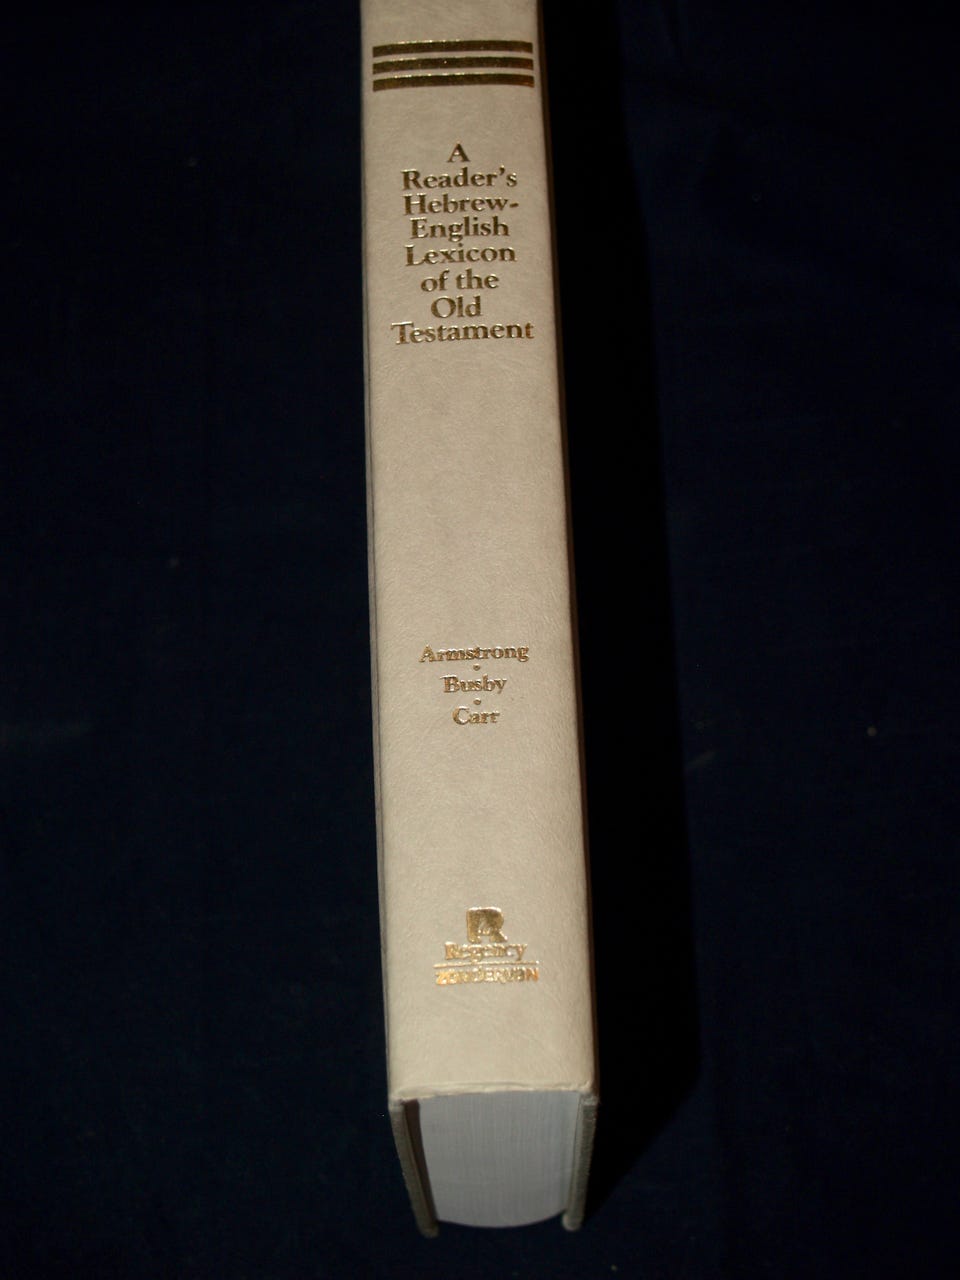 A
Reader's
Hebrew-
English
Lexicon
of the
Old
Testament
Armstrong
•
Busby
•
Carr
R
Regency
ZONDERVAN